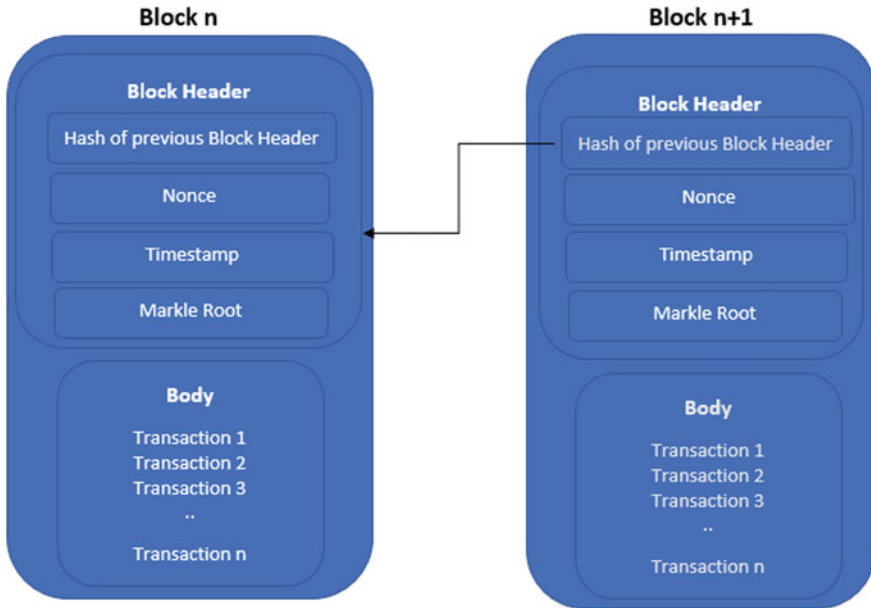 Block n
Block Header
Hash of previous Block Header
Nonce
Timestamp
Markle Root
Body
Transaction 1
Transaction 2
Transaction 3
..
Transaction n
Block n+1
Block Header
Hash of previous Block Header
Nonce
Timestamp
Markle Root
Body
Transaction 1
Transaction 2
Transaction 3
..
Transaction n